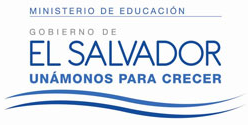 MINISTERIO DE EDUCACIÓN
GOBIERNO DE
EL SALVADOR
UNÁMONOS PARA CRECER